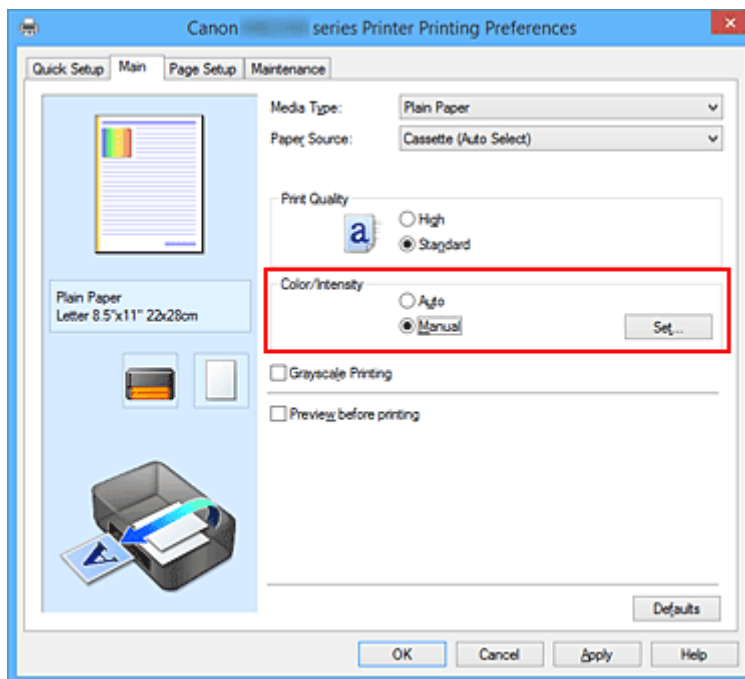 Canon series Printer Printing Preferences
Quick Setup Main Page Setup Maintenance
Media Type: Plain Paper
Paper Source: Cassette (Auto Select)
Print Quality
a
High
Standard
Color/Intensity
Auto
Manual Set...
Plain Paper
Letter 8.5"x11" 22x28cm
Grayscale Printing
Preview before printing
A
Defaults
OK Cancel Apply Help